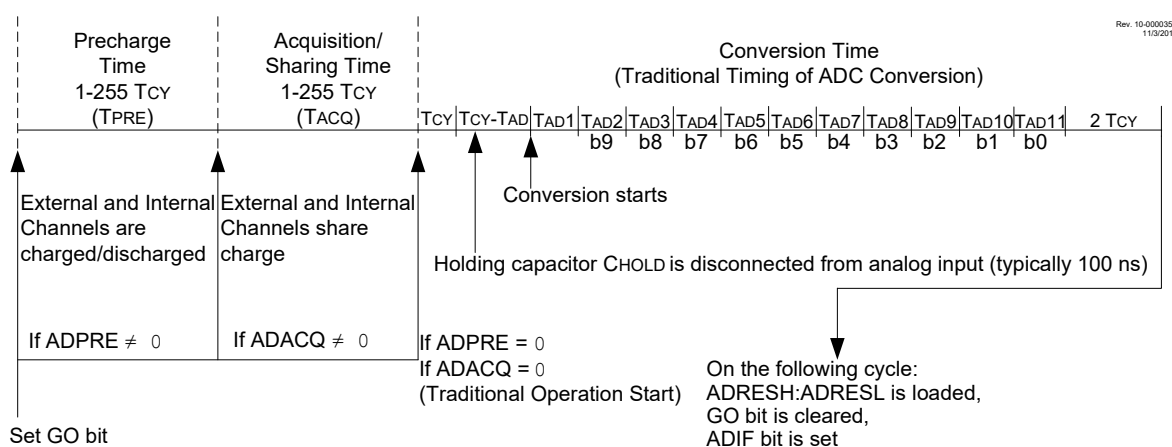 Rev. 10-000035
11/3/201
Precharge
Time
1-255 TCY
(TPRE)
Acquisition/
Sharing Time
1-255 TCY
(TACQ)
Conversion Time
(Traditional Timing of ADC Conversion)
TCY TCY-TAD TAD1 TAD2 TAD3 TAD4 TAD5 TAD6 TAD7 TAD8 TAD9 TAD10 TAD11 2 TCY
b9 b8 b7 b6 b5 b4 b3 b2 b1 b0
External and Internal
Channels are
charged/discharged
External and Internal
Channels share
charge
Conversion starts
Holding capacitor CHOLD is disconnected from analog input (typically 100 ns)
If ADPRE ≠ 0
If ADACQ ≠ 0
If ADPRE = 0
If ADACQ = 0
(Traditional Operation Start)
On the following cycle:
ADRESH:ADRESL is loaded,
GO bit is cleared,
ADIF bit is set
Set GO bit